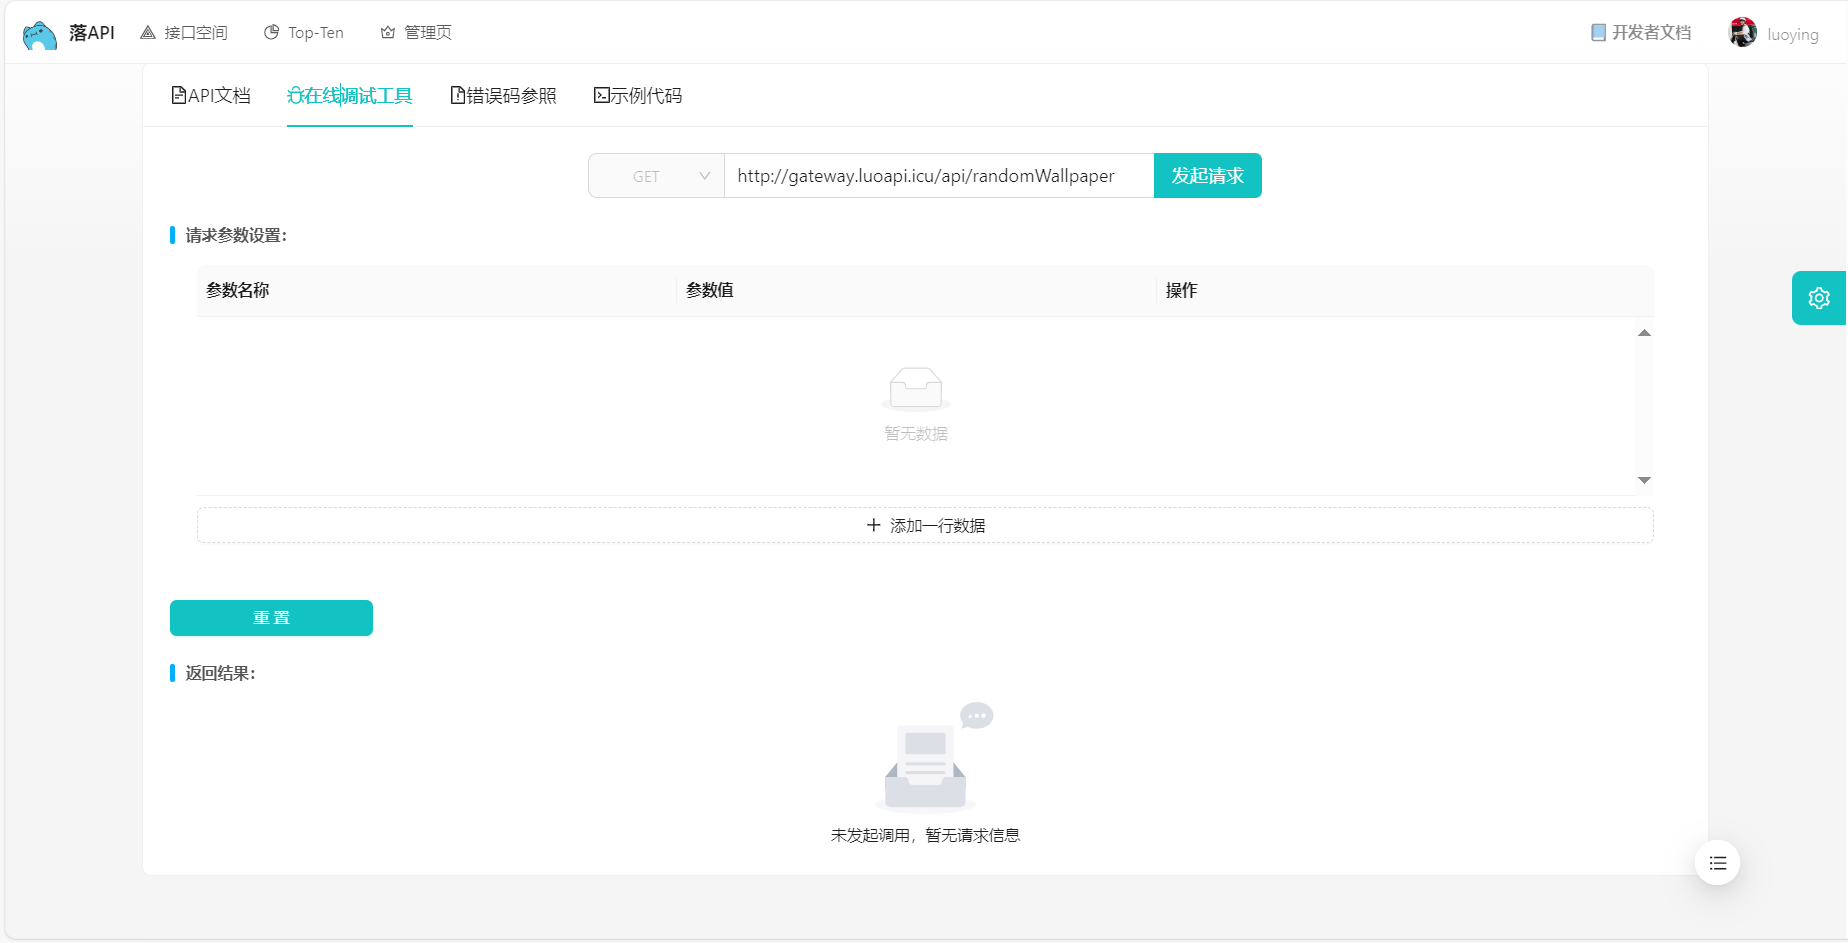 落API 接口空间 Top-Ten 管理页 开发者文档 luoying
API文档 在线调试工具 错误码参照 示例代码
GET http://gateway.luoapi.icu/api/randomWallpaper 发起请求
请求参数设置：
参数名称 参数值 操作
暂无数据
+ 添加一行数据
重 置
返回结果：
未发起调用，暂无请求信息